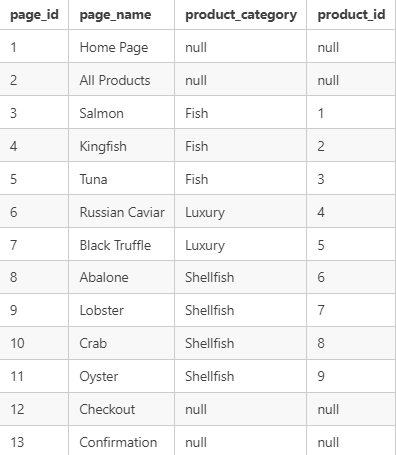 page_id page_name product_category product_id
1 Home Page null null
2 All Products null null
3 Salmon Fish 1
4 Kingfish Fish 2
5 Tuna Fish 3
6 Russian Caviar Luxury 4
7 Black Truffle Luxury 5
8 Abalone Shellfish 6
9 Lobster Shellfish 7
10 Crab Shellfish 8
11 Oyster Shellfish 9
12 Checkout null null
13 Confirmation null null